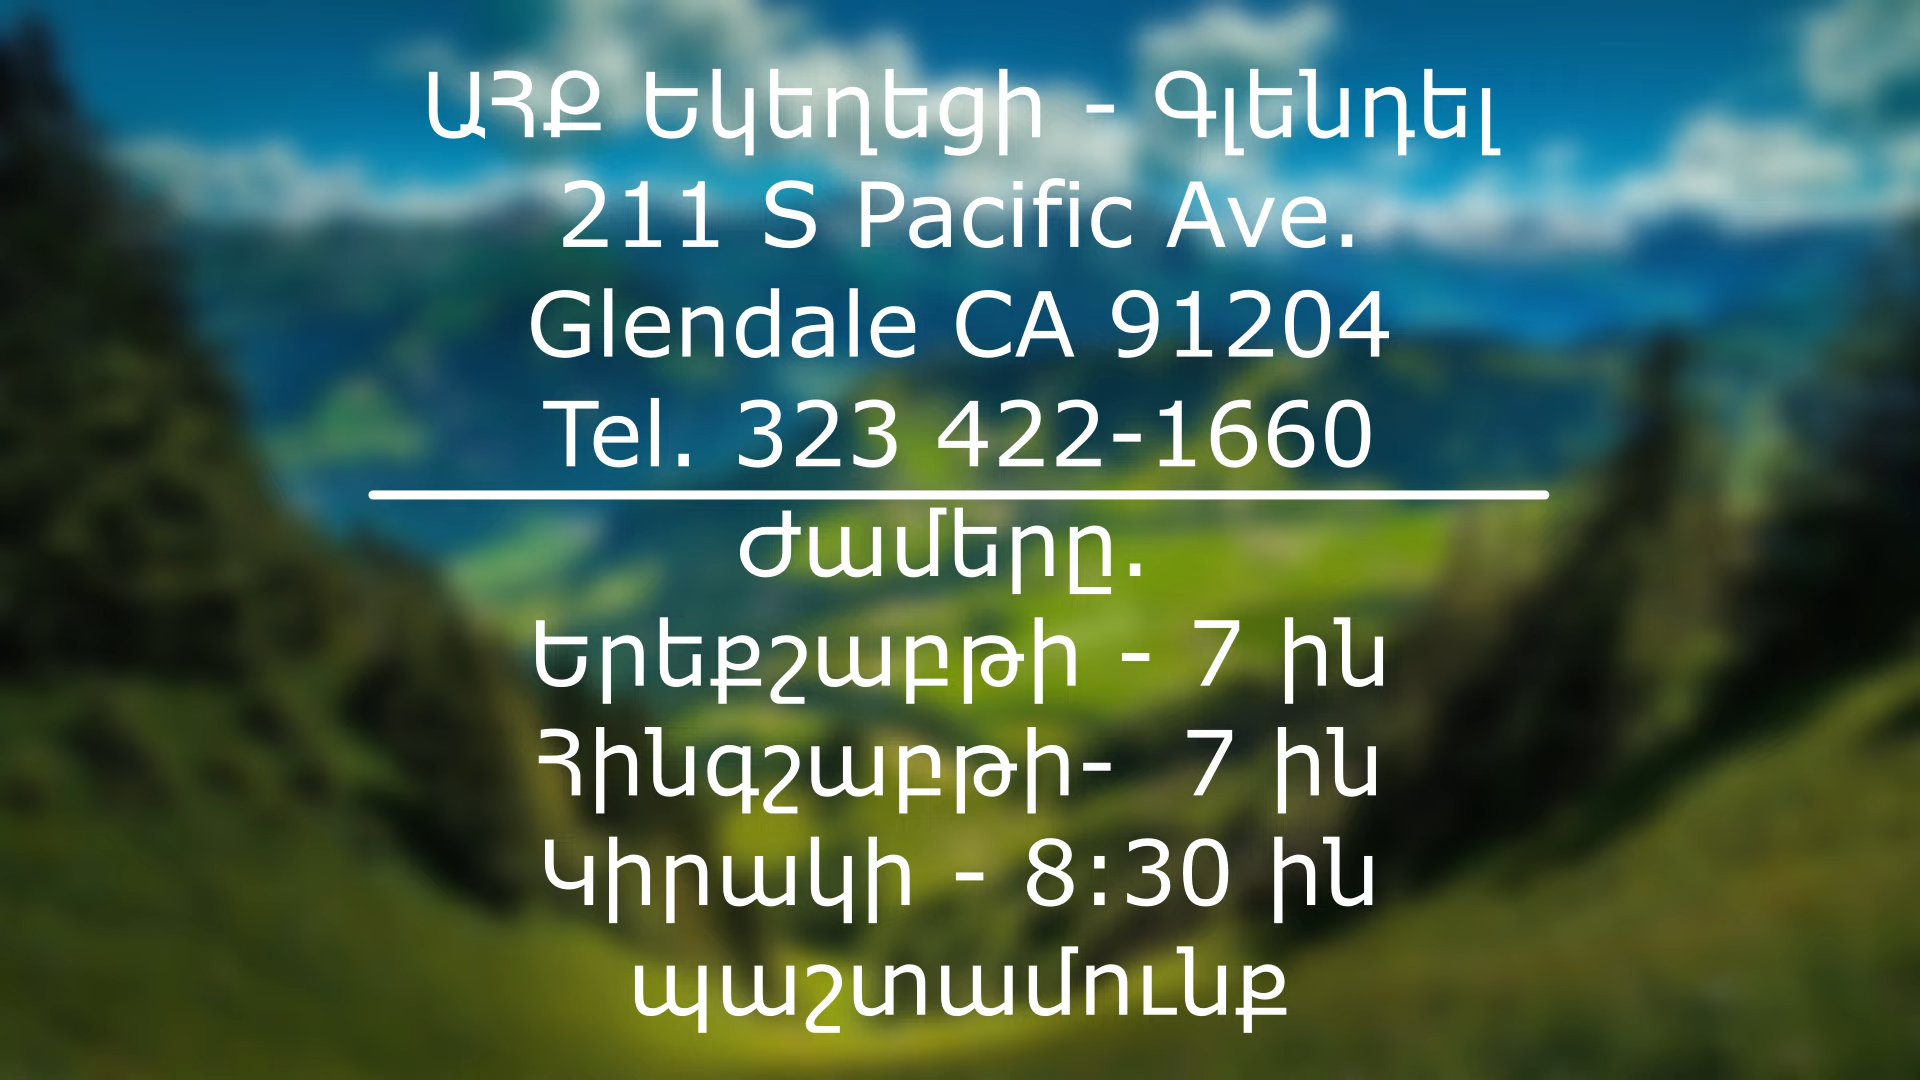 ԱՀՔ Եկեղեցի - Գլենդել
211 S Pacific Ave.
Glendale CA 91204
Tel. 323 422-1660
Ժամերը.
Երեքշաբթի - 7 ին
Հինգշաբթի- 7 ին
Կիրակի - 8:30 ին
պաշտամունք